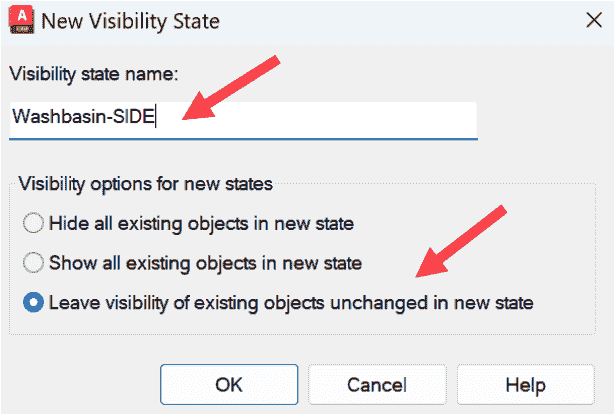 A
New Visibility State
Visibility state name:
Washbasin-SIDE
Visibility options for new states
Hide all existing objects in new state
Show all existing objects in new state
Leave visibility of existing objects unchanged in new state
OK Cancel Help